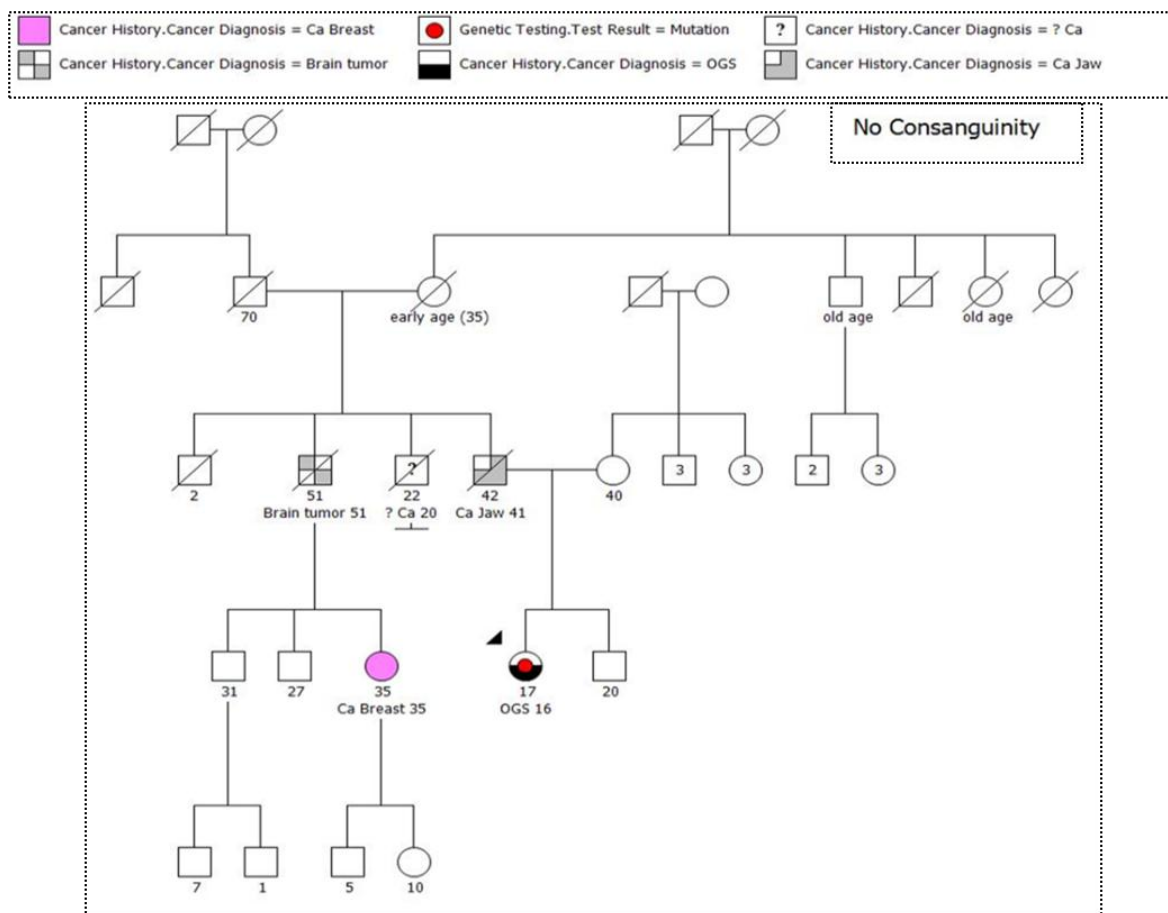 Cancer History.Cancer Diagnosis = Ca Breast
Genetic Testing.Test Result = Mutation
? Cancer History.Cancer Diagnosis = ? Ca
Cancer History.Cancer Diagnosis = Brain tumor
Cancer History.Cancer Diagnosis = OGS
Cancer History.Cancer Diagnosis = Ca Jaw
No Consanguinity
70
early age (35)
old age
old age
?
3
3
2
3
2
51
22
42
40
Brain tumor 51
? Ca 20
Ca Jaw 41
31
27
35
17
20
Ca Breast 35
OGS 16
7
1
5
10